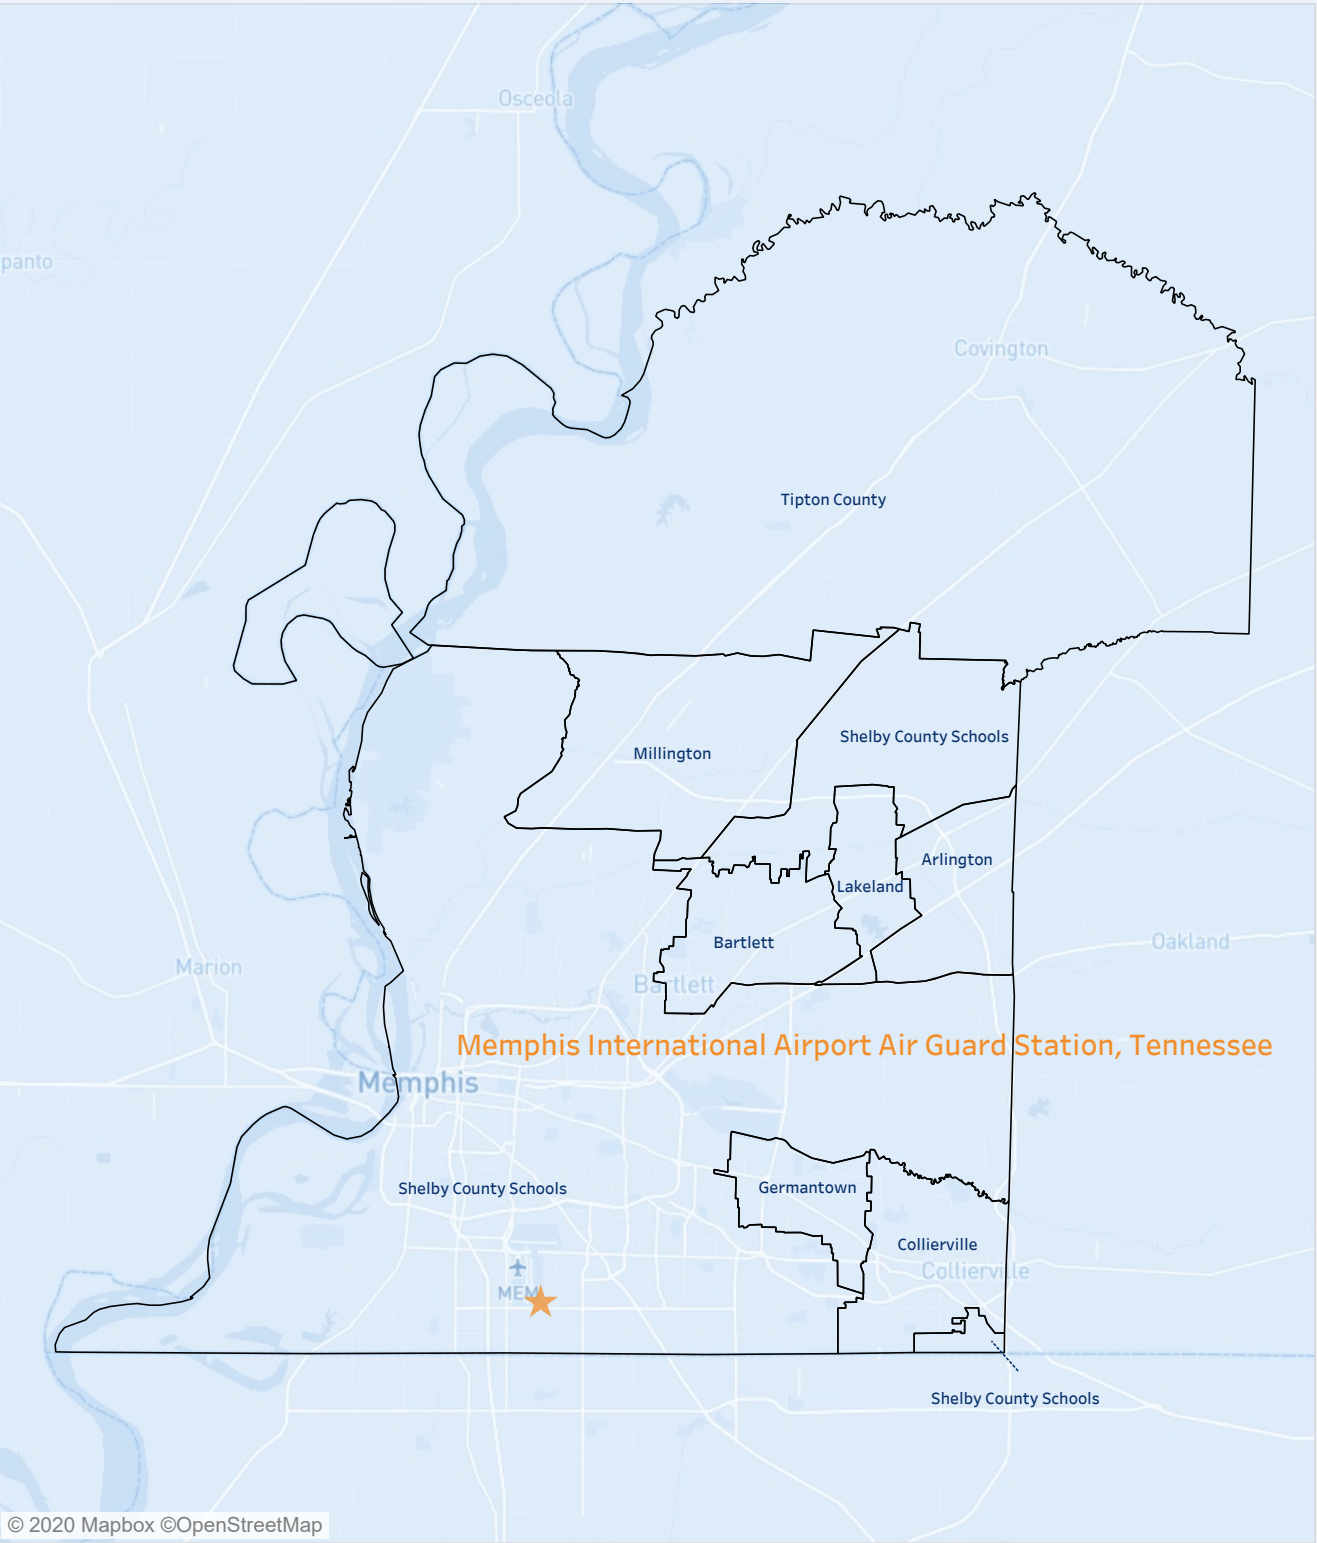 Osceola
panto
Covington
Tipton County
Shelby County Schools
Millington
Arlington
Lakeland
Bartlett
Oakland
Marion
Bartlett
Memphis International Airport Air Guard Station, Tennessee
Memphis
Shelby County Schools
Germantown
Collierville
Collierville
MEM
Shelby County Schools
© 2020 Mapbox ©OpenStreetMap